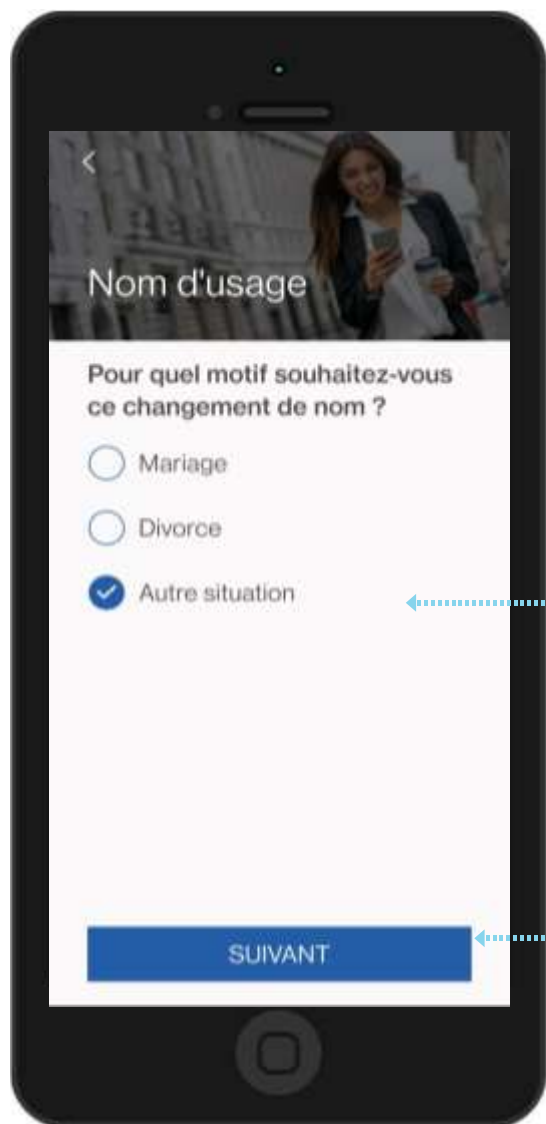 Nom d'usage
Pour quel motif souhaitez-vous
ce changement de nom ?
Mariage
Divorce
Autre situation
SUIVANT